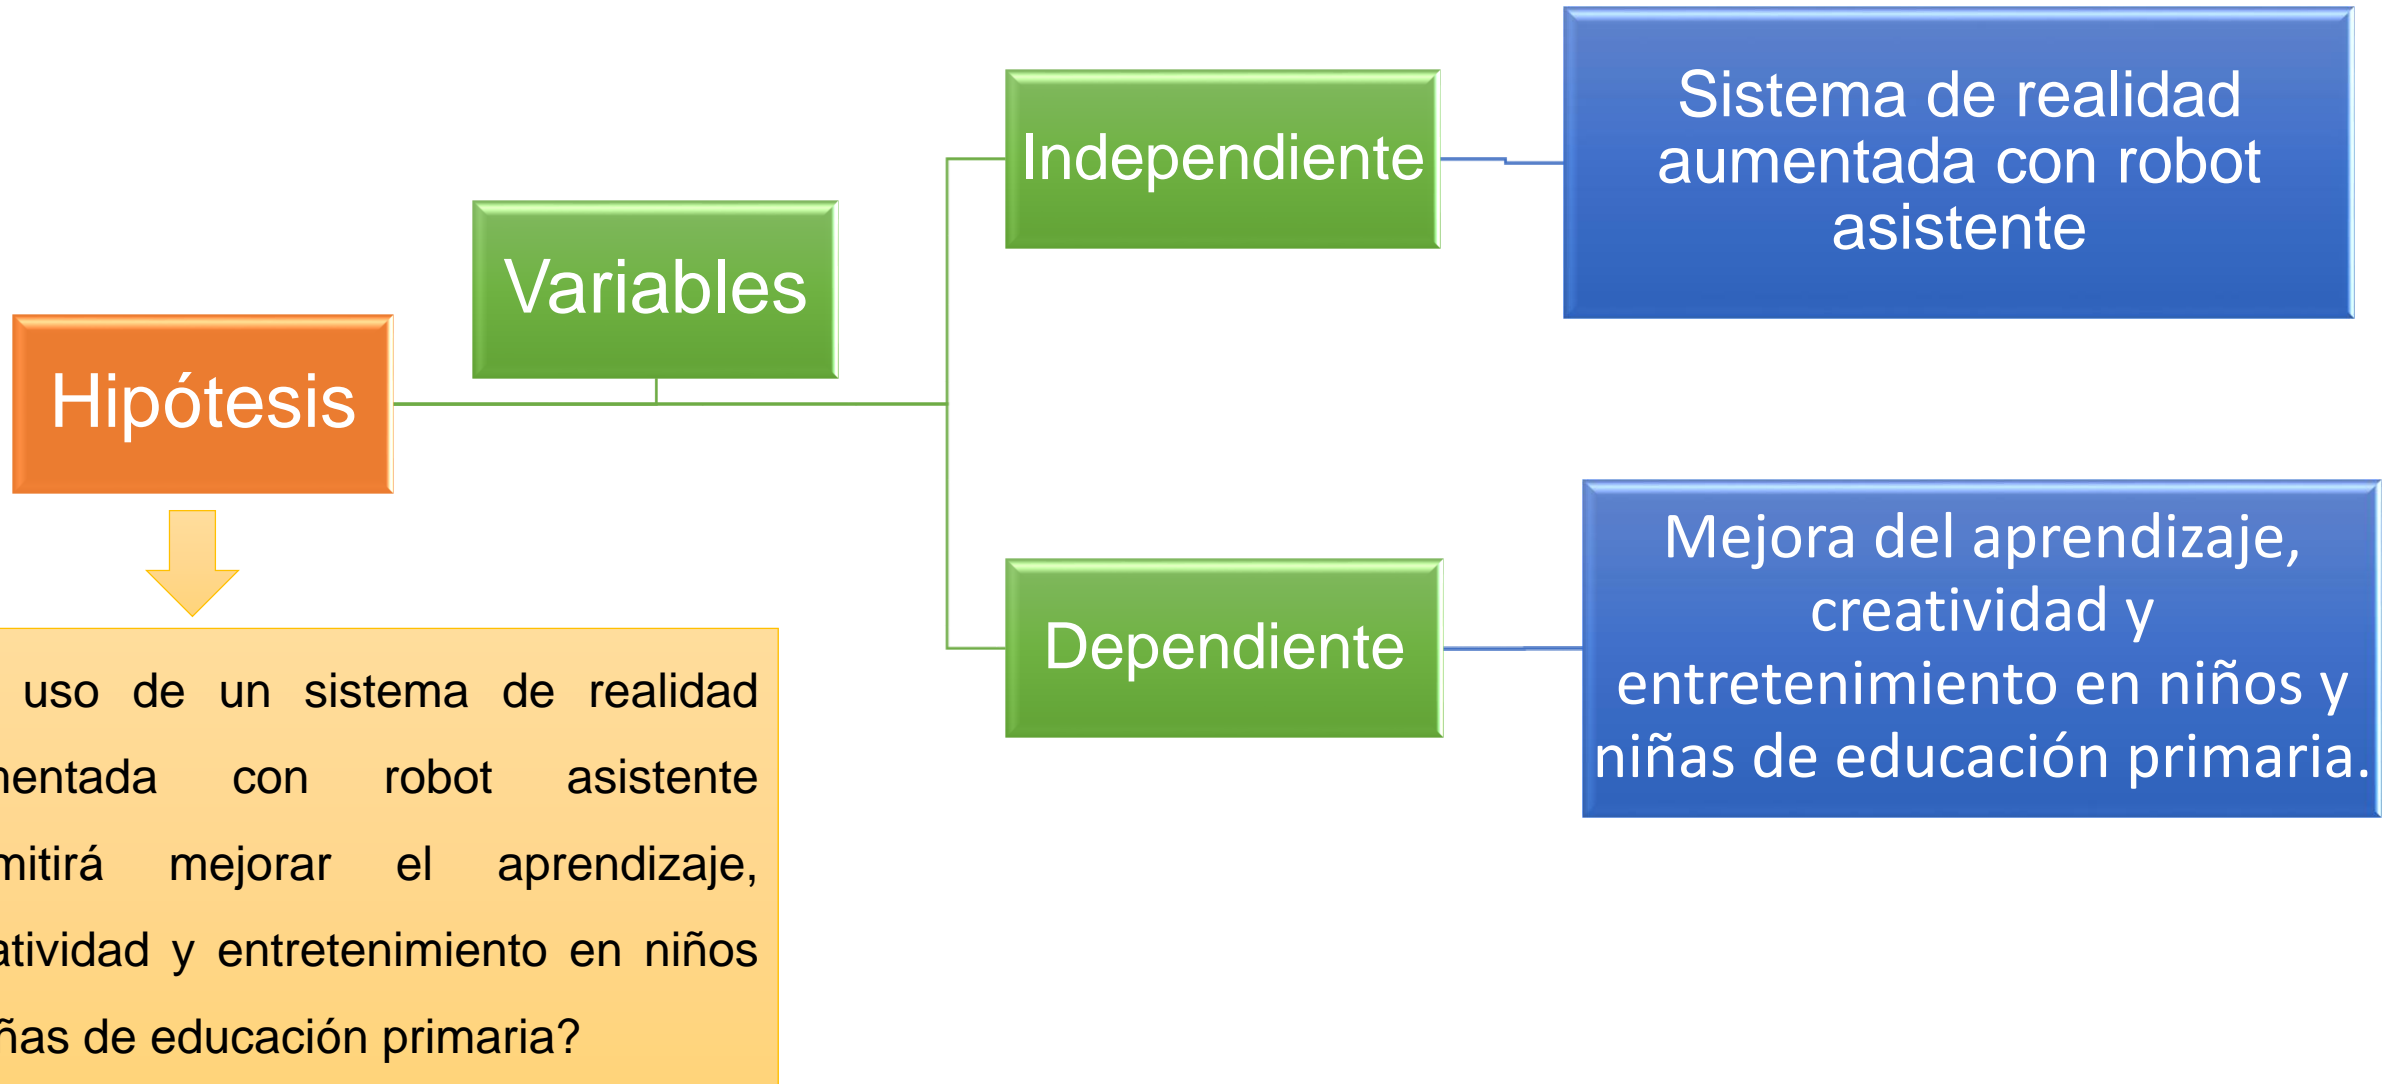 Hipótesis
Variables
Independiente
Sistema de realidad
aumentada con robot
asistente
Dependiente
Mejora del aprendizaje,
creatividad y
entretenimiento en niños y
niñas de educación primaria.
uso de un sistema de realidad
con robot asistente
mejorar el aprendizaje,
y entretenimiento en niños
de educación primaria?